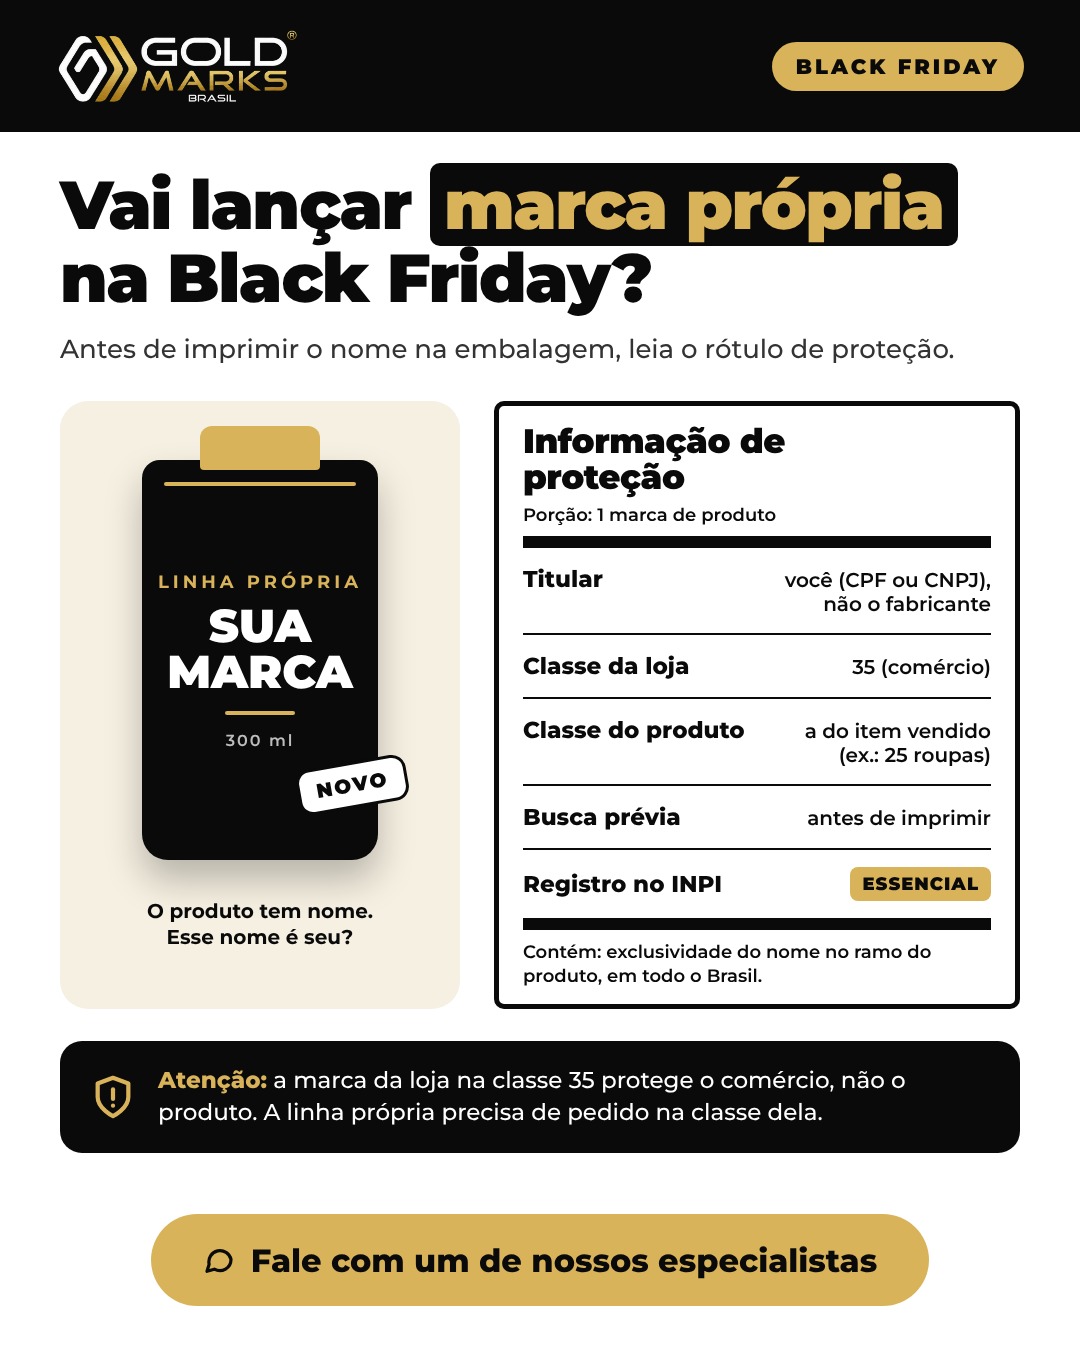 GOLD
MARKS
BRASIL
®
BLACK FRIDAY
Vai lançar marca própria
na Black Friday?
Antes de imprimir o nome na embalagem, leia o rótulo de proteção.
LINHA PRÓPRIA
SUA
MARCA
300 ml
NOVO
O produto tem nome.
Esse nome é seu?
Informação de
proteção
Porção: 1 marca de produto
Titular
você (CPF ou CNPJ),
não o fabricante
Classe da loja
35 (comércio)
Classe do produto
a do item vendido
(ex.: 25 roupas)
Busca prévia
antes de imprimir
Registro no INPI
ESSENCIAL
Contém: exclusividade do nome no ramo do
produto, em todo o Brasil.
Atenção: a marca da loja na classe 35 protege o comércio, não o
produto. A linha própria precisa de pedido na classe dela.
Fale com um de nossos especialistas